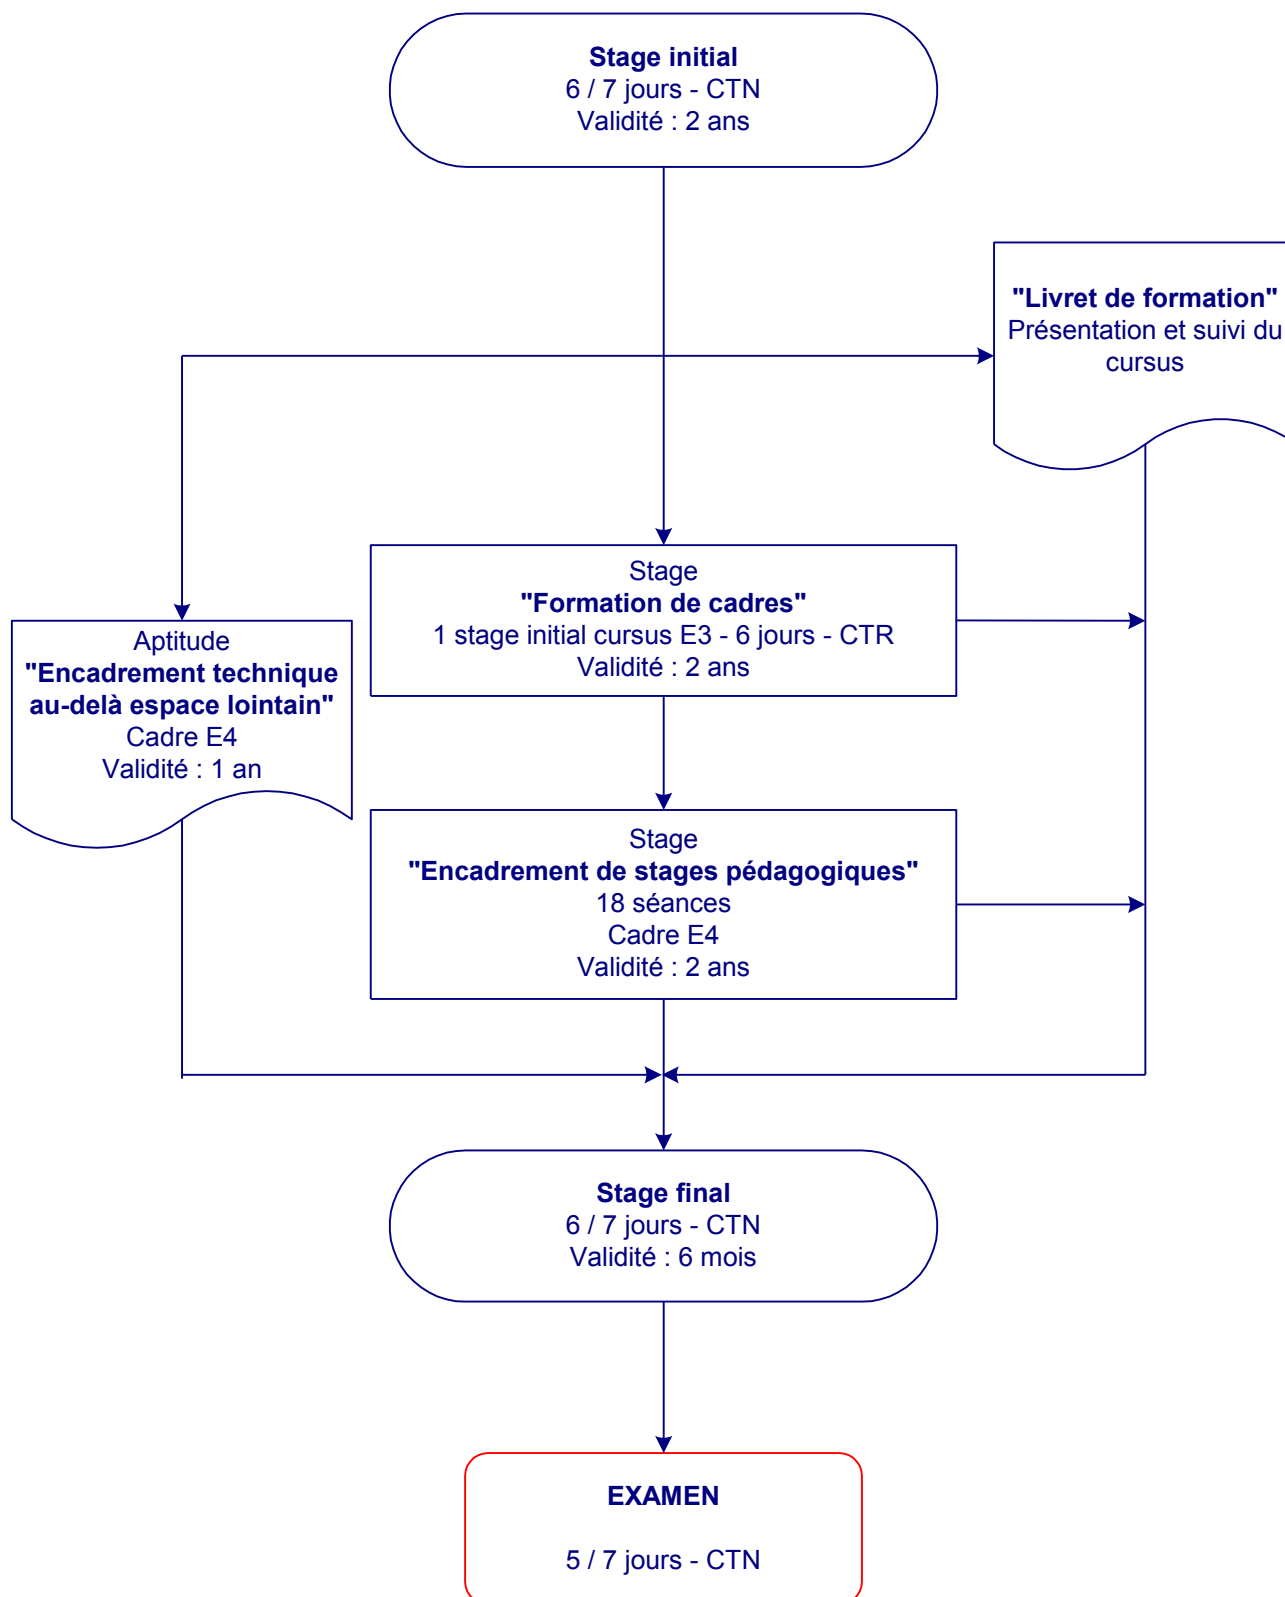 Stage initial
6 / 7 jours - CTN
Validité : 2 ans
"Livret de formation"
Présentation et suivi du
cursus
Stage
"Formation de cadres"
1 stage initial cursus E3 - 6 jours - CTR
Validité : 2 ans
Aptitude
"Encadrement technique
au-delà espace lointain"
Cadre E4
Validité : 1 an
Stage
"Encadrement de stages pédagogiques"
18 séances
Cadre E4
Validité : 2 ans
Stage final
6 / 7 jours - CTN
Validité : 6 mois
EXAMEN
5 / 7 jours - CTN